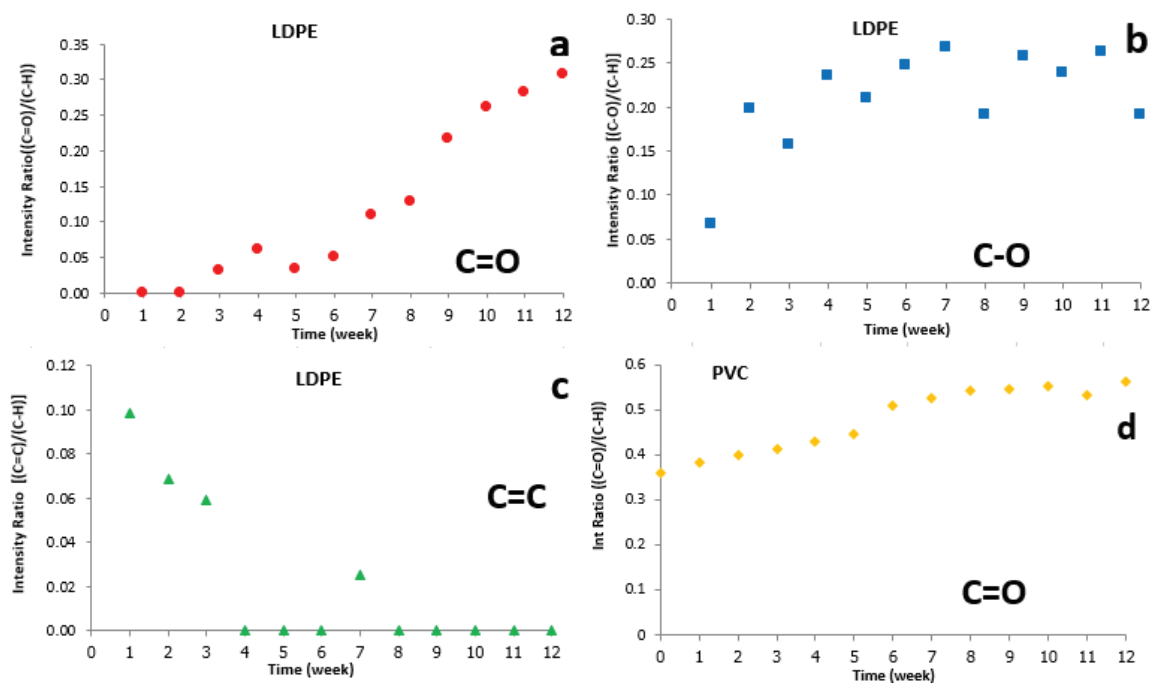 LDPE
a
Intensity Ratio((C=O)/(C-H))
0.35
0.30
0.25
0.20
0.15
0.10
0.05
0.00
C=O
0 1 2 3 4 5 6 7 8 9 10 11 12
Time (week)
LDPE
b
Intensity Ratio [(C-O)/(C-H)]
0.30
0.25
0.20
0.15
0.10
0.05
0.00
C-O
0 1 2 3 4 5 6 7 8 9 10 11 12
Time (week)
LDPE
c
Intensity Ratio [(C=C)/(C-H)]
0.12
0.10
0.08
0.06
0.04
0.02
0.00
C=C
0 1 2 3 4 5 6 7 8 9 10 11 12
Time (week)
PVC
d
Int Ratio ((C=O)/(C-H))
0.6
0.5
0.4
0.3
0.2
0.1
0
C=O
0 1 2 3 4 5 6 7 8 9 10 11 12
Time (week)